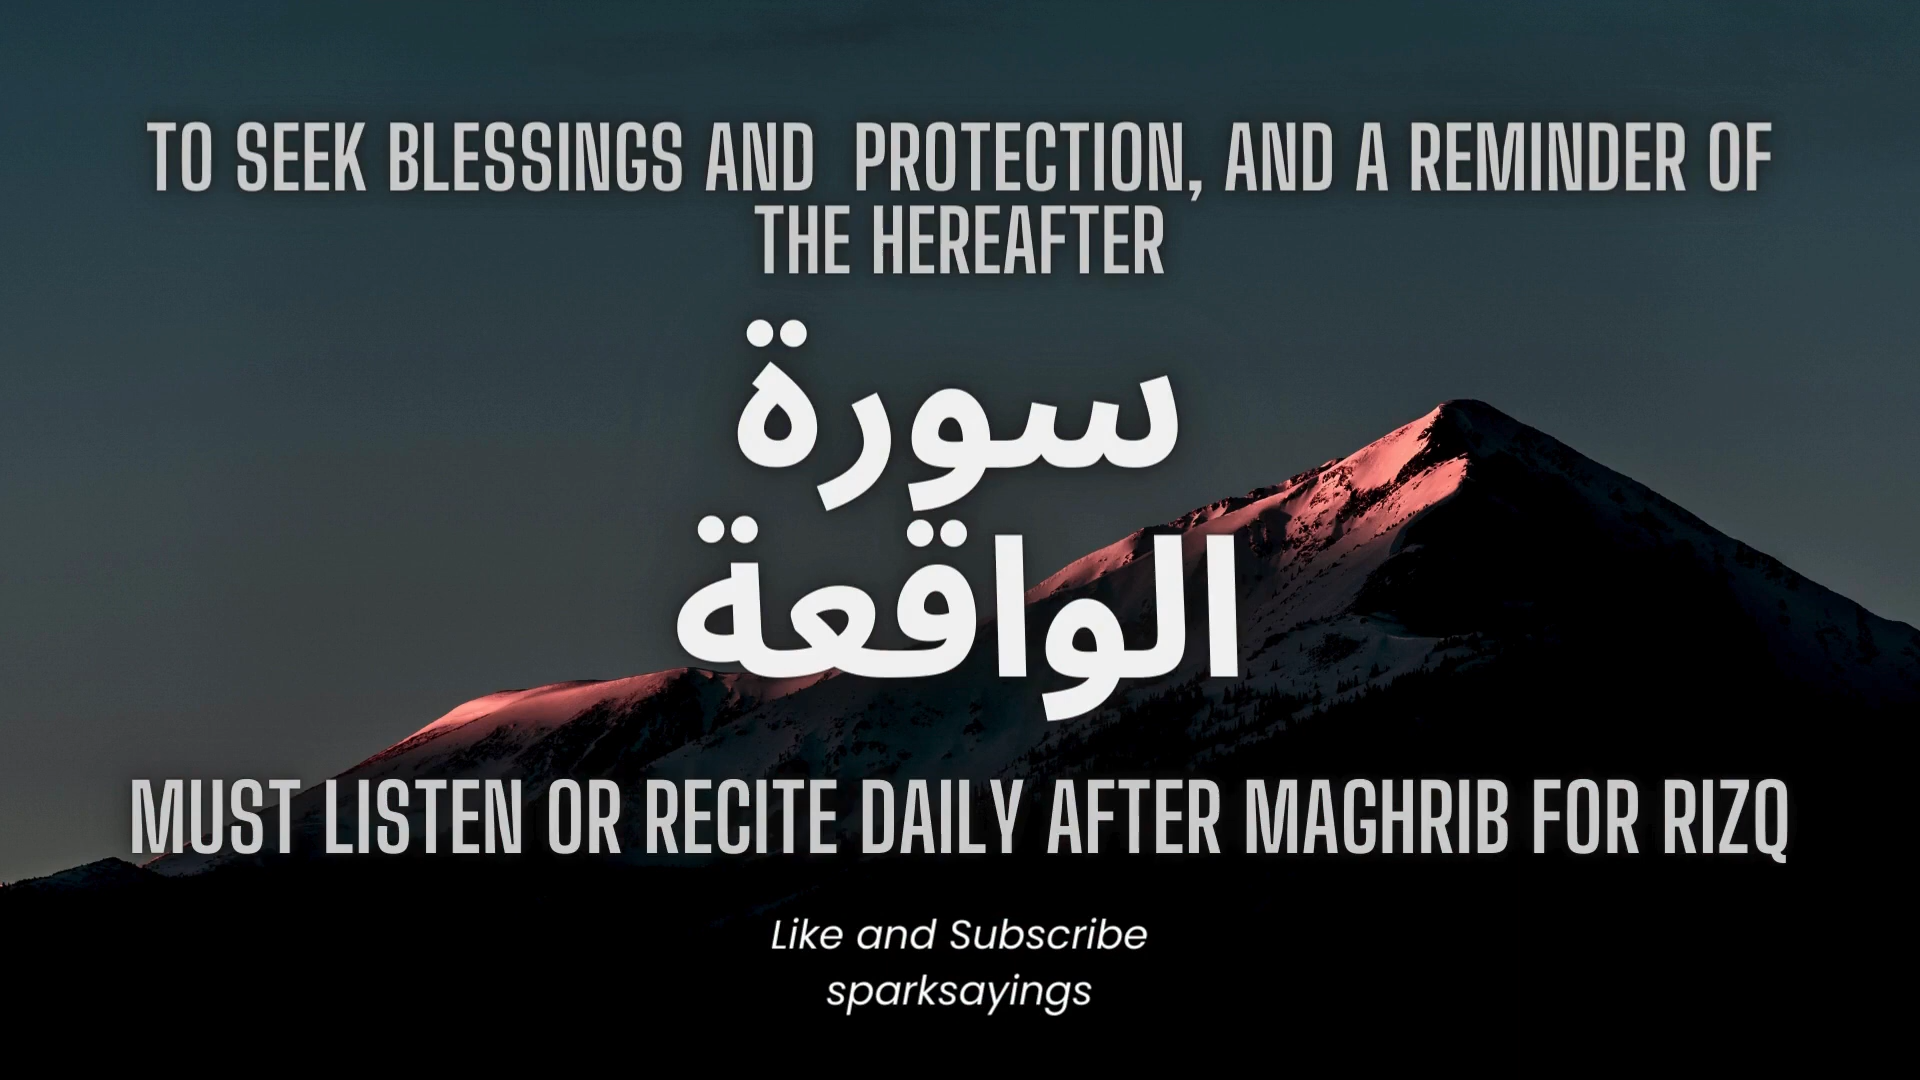 TO SEEK BLESSINGS AND PROTECTION, AND A REMINDER OF
THE HEREAFTER
سورة
الواقعة
MUST LISTEN OR RECITE DAILY AFTER MAGHRIB FOR RIZQ
Like and Subscribe
sparksayings